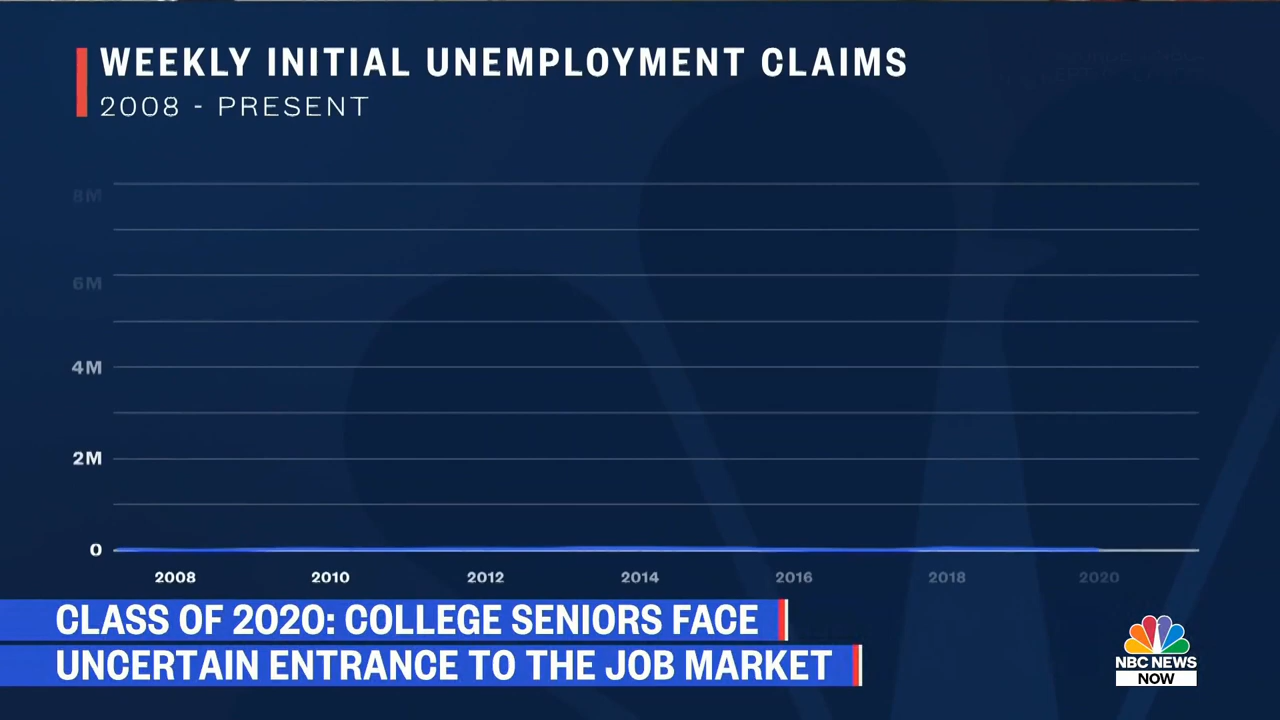 WEEKLY INITIAL UNEMPLOYMENT CLAIMS
2008 - PRESENT
8M
6M
4M
2M
0
2008 2010 2012 2014 2016 2018 2020
CLASS OF 2020: COLLEGE SENIORS FACE
UNCERTAIN ENTRANCE TO THE JOB MARKET
NBC NEWS
NOW